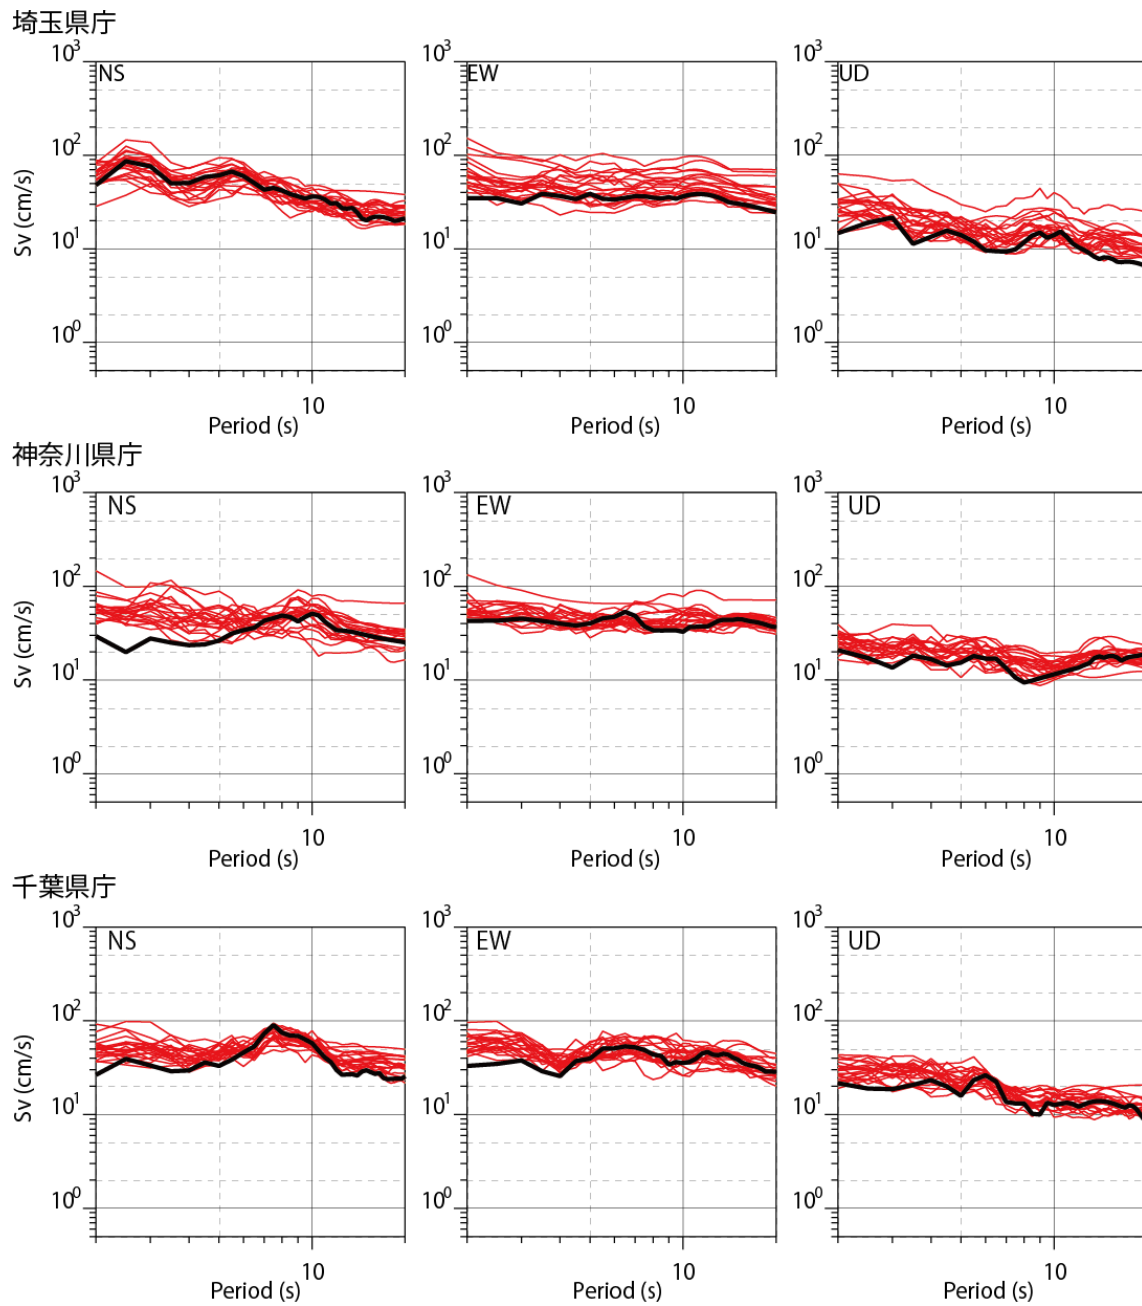 埼玉県庁
10³ 10³ 10³
NS EW UD
10² 10² 10²
Sv (cm/s)
10¹ 10¹ 10¹
10⁰ 10⁰ 10⁰
10 10 10
Period (s) Period (s) Period (s)
神奈川県庁
10³ 10³ 10³
NS EW UD
10² 10² 10²
Sv (cm/s)
10¹ 10¹ 10¹
10⁰ 10⁰ 10⁰
10 10 10
Period (s) Period (s) Period (s)
千葉県庁
10³ 10³ 10³
NS EW UD
10² 10² 10²
Sv (cm/s)
10¹ 10¹ 10¹
10⁰ 10⁰ 10⁰
10 10 10
Period (s) Period (s) Period (s)